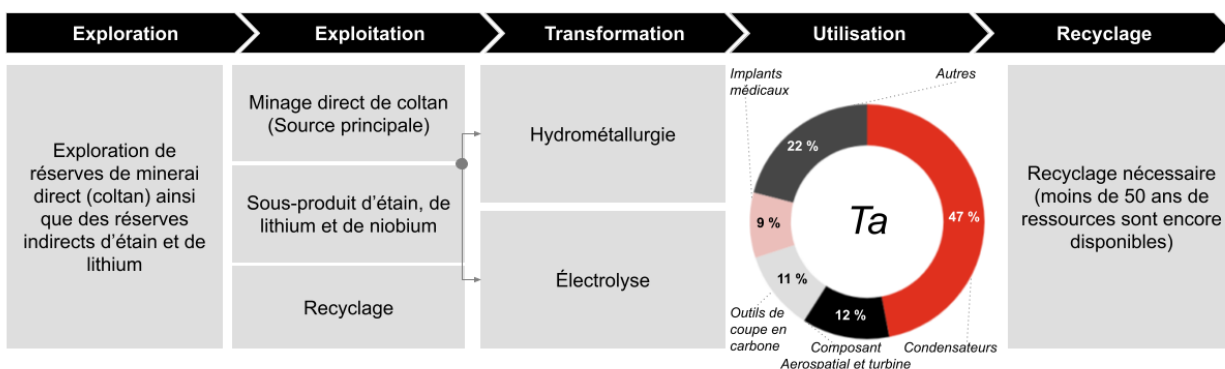 Exploration
Exploitation
Transformation
Utilisation
Recyclage
Exploration de
réserves de minerai
direct (coltan) ainsi
que des réserves
indirects d'étain et de
lithium
Minage direct de coltan
(Source principale)
Sous-produit d'étain, de
lithium et de niobium
Recyclage
Hydrométallurgie
Électrolyse
Implants
médicaux
Autres
22 %
47 %
9 %
Ta
11 %
12 %
Outils de
coupe en
carbone
Composant
Aerospatial et turbine
Condensateurs
Recyclage nécessaire
(moins de 50 ans de
ressources sont encore
disponibles)